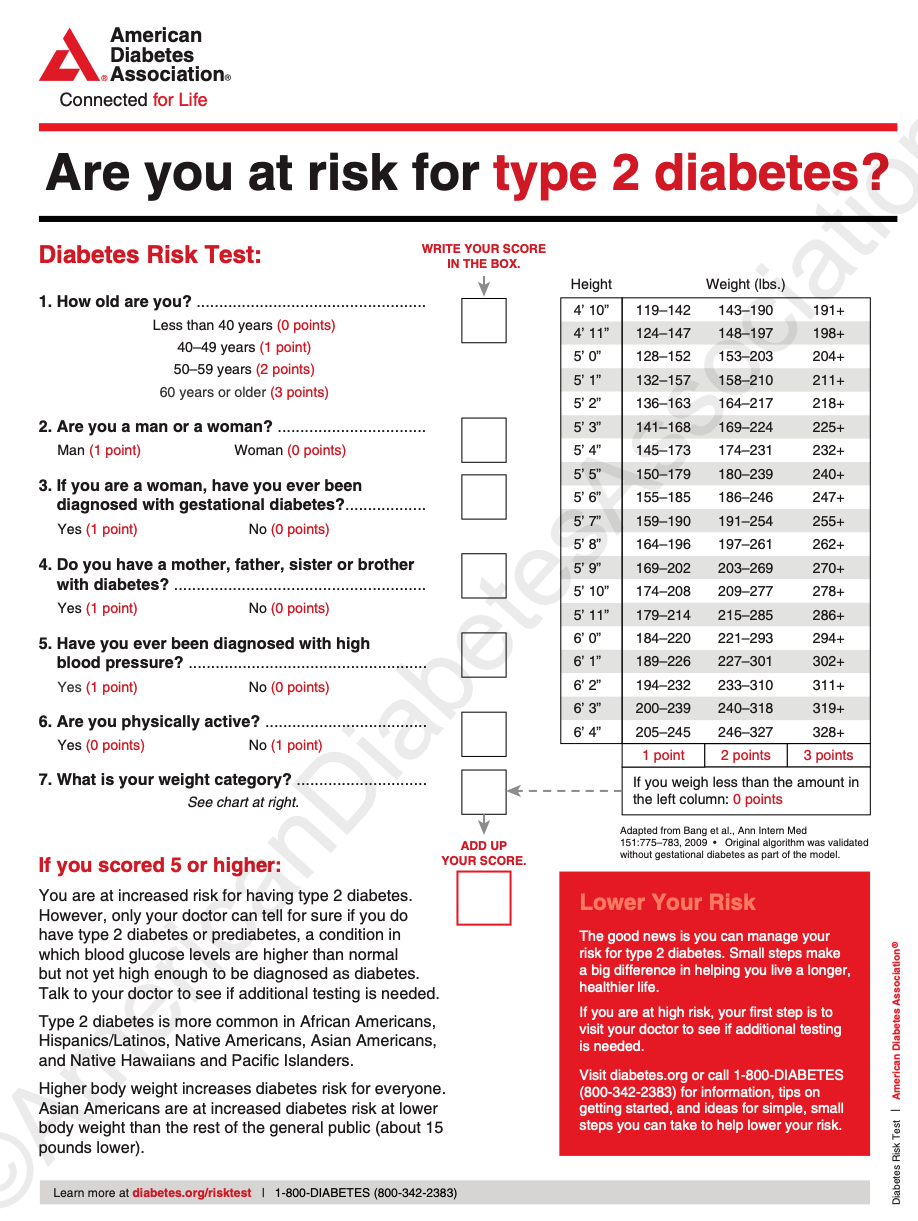 American
Diabetes
Association®
Connected for Life
Are you at risk for type 2 diabetes?
Diabetes Risk Test:
WRITE YOUR SCORE
IN THE BOX.
1. How old are you? ...................................................
Less than 40 years (0 points)
40–49 years (1 point)
50–59 years (2 points)
60 years or older (3 points)
2. Are you a man or a woman? .................................
Man (1 point) Woman (0 points)
3. If you are a woman, have you ever been
diagnosed with gestational diabetes?..................
Yes (1 point) No (0 points)
4. Do you have a mother, father, sister or brother
with diabetes? ........................................................
Yes (1 point) No (0 points)
5. Have you ever been diagnosed with high
blood pressure? .....................................................
Yes (1 point) No (0 points)
6. Are you physically active? ....................................
Yes (0 points) No (1 point)
7. What is your weight category? .............................
See chart at right.
ADD UP
YOUR SCORE.
Height Weight (lbs.)
4’ 10” 119–142 143–190 191+
4’ 11” 124–147 148–197 198+
5’ 0” 128–152 153–203 204+
5’ 1” 132–157 158–210 211+
5’ 2” 136–163 164–217 218+
5’ 3” 141–168 169–224 225+
5’ 4” 145–173 174–231 232+
5’ 5” 150–179 180–239 240+
5’ 6” 155–185 186–246 247+
5’ 7” 159–190 191–254 255+
5’ 8” 164–196 197–261 262+
5’ 9” 169–202 203–269 270+
5’ 10” 174–208 209–277 278+
5’ 11” 179–214 215–285 286+
6’ 0” 184–220 221–293 294+
6’ 1” 189–226 227–301 302+
6’ 2” 194–232 233–310 311+
6’ 3” 200–239 240–318 319+
6’ 4” 205–245 246–327 328+
1 point 2 points 3 points
If you weigh less than the amount in
the left column: 0 points
Adapted from Bang et al., Ann Intern Med
151:775–783, 2009 • Original algorithm was validated
without gestational diabetes as part of the model.
If you scored 5 or higher:
You are at increased risk for having type 2 diabetes.
However, only your doctor can tell for sure if you do
have type 2 diabetes or prediabetes, a condition in
which blood glucose levels are higher than normal
but not yet high enough to be diagnosed as diabetes.
Talk to your doctor to see if additional testing is needed.
Type 2 diabetes is more common in African Americans,
Hispanics/Latinos, Native Americans, Asian Americans,
and Native Hawaiians and Pacific Islanders.
Higher body weight increases diabetes risk for everyone.
Asian Americans are at increased diabetes risk at lower
body weight than the rest of the general public (about 15
pounds lower).
Lower Your Risk
The good news is you can manage your
risk for type 2 diabetes. Small steps make
a big difference in helping you live a longer,
healthier life.
If you are at high risk, your first step is to
visit your doctor to see if additional testing
is needed.
Visit diabetes.org or call 1-800-DIABETES
(800-342-2383) for information, tips on
getting started, and ideas for simple, small
steps you can take to help lower your risk.
Diabetes Risk Test | American Diabetes Association®
Learn more at diabetes.org/risktest | 1-800-DIABETES (800-342-2383)
©AmericanDiabetesAssociation